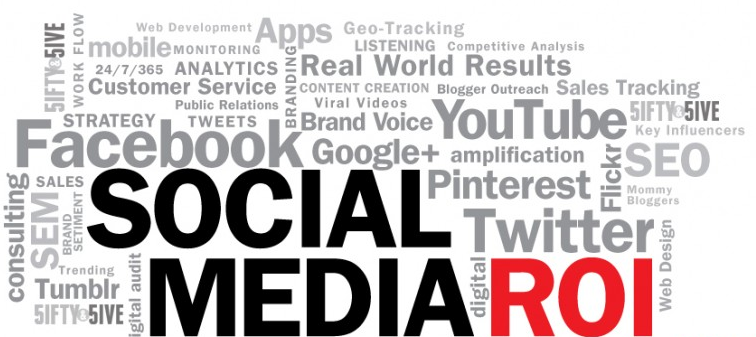 Web Development
Apps
Geo-Tracking
5IFTY&5IVE
WORK FLOW
mobile
MONITORING
BRANDING
LISTENING
Competitive Analysis
24/7/365
ANALYTICS
Real World Results
Customer Service
CONTENT CREATION
Blogger Outreach
Sales Tracking
Public Relations
Viral Videos
STRATEGY
TWEETS
Brand Voice
YouTube
5IFTY&5IVE
Key Influencers
Facebook
Google+
amplification
Flickr
SEO
consulting
SALES
SOCIAL
Pinterest
Mommy
Bloggers
SEM
BRAND
SETIMENT
Twitter
Web Design
Trending
Tumblr
5IFTY&5IVE
igital audit
MEDIA
digital
ROI